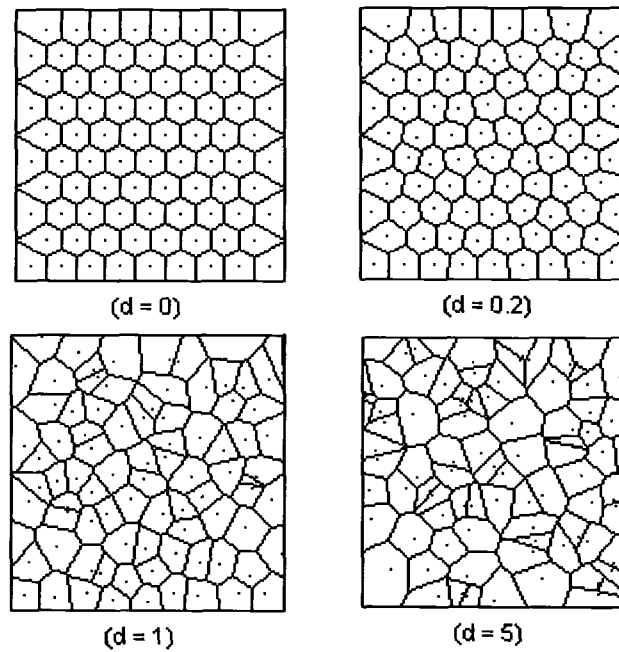 (d = 0)
(d = 0.2)
(d = 1)
(d = 5)